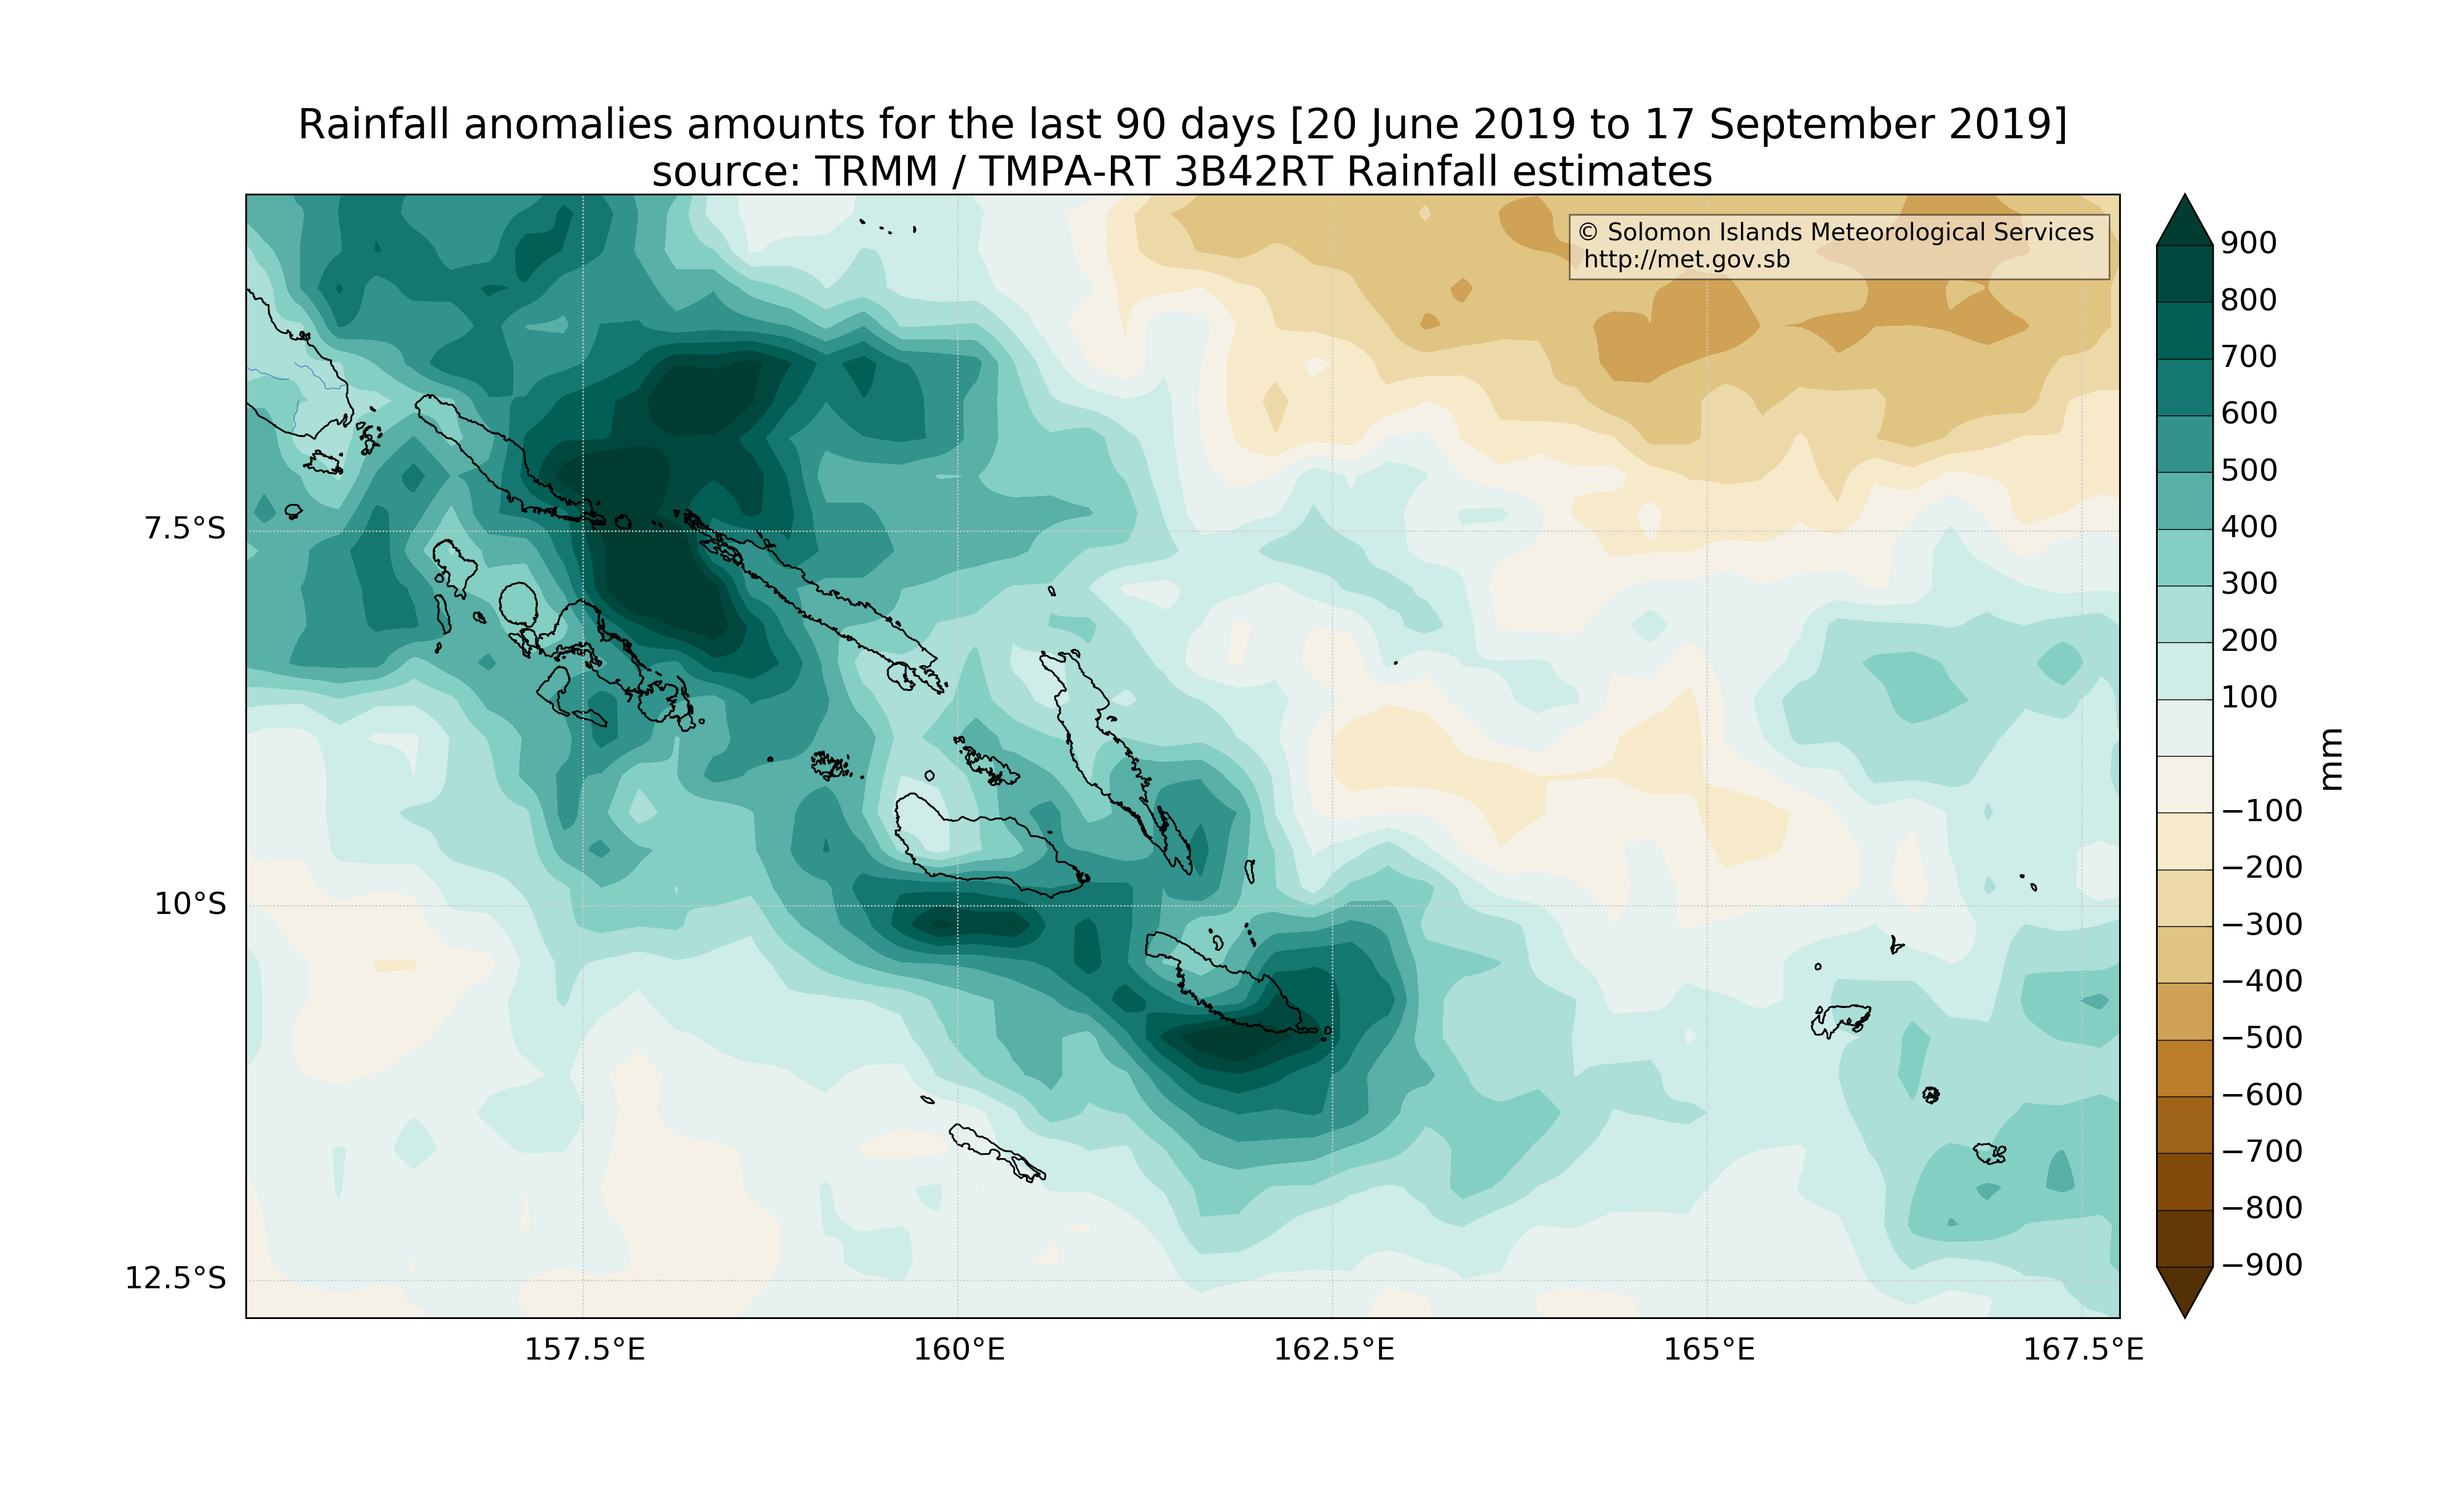 Rainfall anomalies amounts for the last 90 days [20 June 2019 to 17 September 2019]
source: TRMM / TMPA-RT 3B42RT Rainfall estimates
© Solomon Islands Meteorological Services
http://met.gov.sb
7.5°S
10°S
12.5°S
157.5°E
160°E
162.5°E
165°E
167.5°E
900
800
700
600
500
400
300
200
100
−100
−200
−300
−400
−500
−600
−700
−800
−900
mm